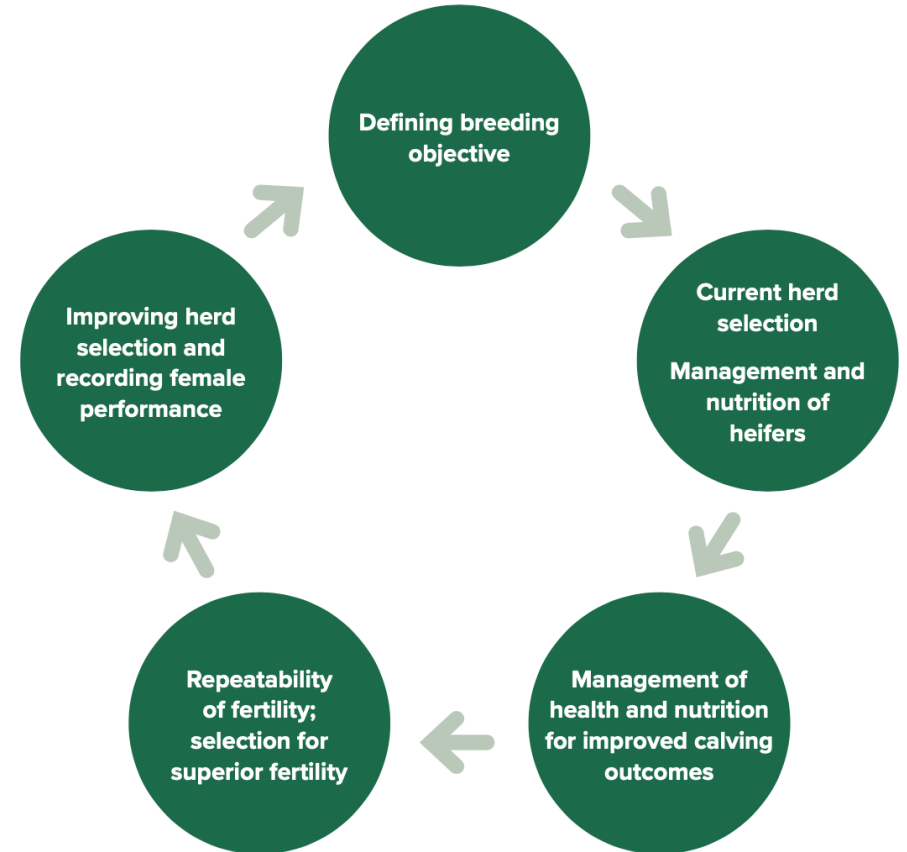 Defining breeding
objective
Current herd
selection
Management and
nutrition of
heifers
Management of
health and nutrition
for improved calving
outcomes
Repeatability
of fertility;
selection for
superior fertility
Improving herd
selection and
recording female
performance